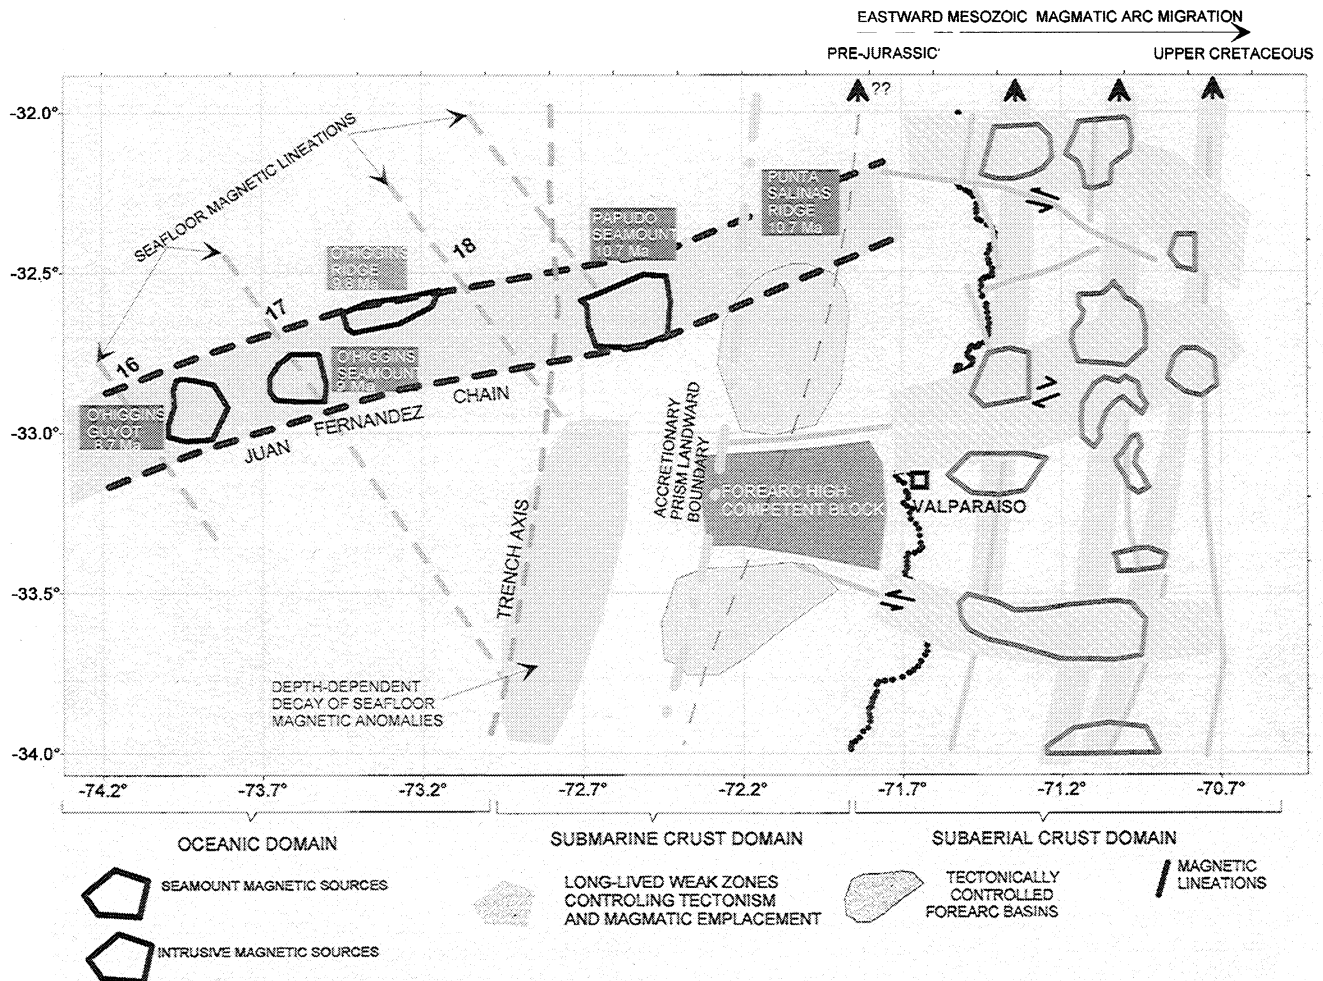 EASTWARD MESOZOIC MAGMATIC ARC MIGRATION
PRE-JURASSIC
UPPER CRETACEOUS
??
-32.0°
-32.5°
-33.0°
-33.5°
-34.0°
SEAFLOOR MAGNETIC LINEATIONS
16
17
18
O'HIGGINS
RIDGE
PAPUDO
SEAMOUNT
10.7 Ma
PUNTA
SALINAS
RIDGE
10.7 Ma
O'HIGGINS
SEAMOUNT
O'HIGGINS
GUYOT
JUAN FERNANDEZ CHAIN
ACCRETIONARY
PRISM LANDWARD
BOUNDARY
FOREARC HIGH
COMPETENT BLOCK
VALPARAISO
TRENCH AXIS
DEPTH-DEPENDENT
DECAY OF SEAFLOOR
MAGNETIC ANOMALIES
-74.2° -73.7° -73.2° -72.7° -72.2° -71.7° -71.2° -70.7°
OCEANIC DOMAIN
SUBMARINE CRUST DOMAIN
SUBAERIAL CRUST DOMAIN
SEAMOUNT MAGNETIC SOURCES
INTRUSIVE MAGNETIC SOURCES
LONG-LIVED WEAK ZONES
CONTROLING TECTONISM
AND MAGMATIC EMPLACEMENT
TECTONICALLY
CONTROLLED
FOREARC BASINS
MAGNETIC
LINEATIONS